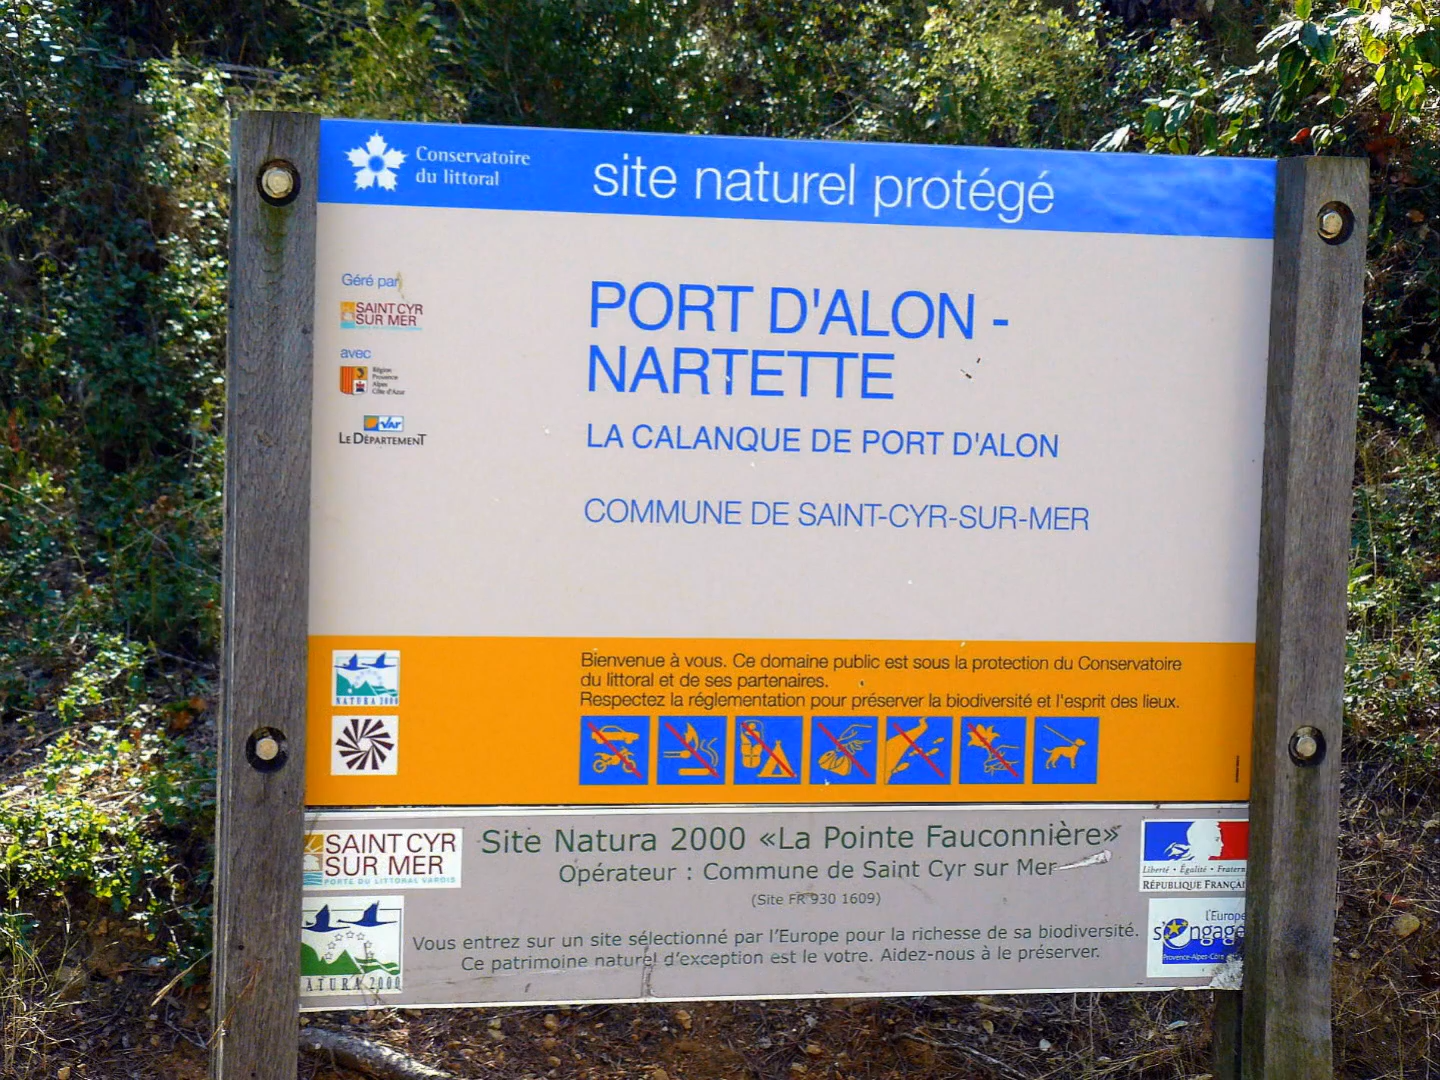 Conservatoire
du littoral
site naturel protégé
Géré par
SAINT CYR
SUR MER
avec
Région
Provence
Alpes
Côte d'Azur
VAR
LE DÉPARTEMENT
PORT D'ALON -
NARTETTE
LA CALANQUE DE PORT D'ALON
COMMUNE DE SAINT-CYR-SUR-MER
NATURA 2000
Bienvenue à vous. Ce domaine public est sous la protection du Conservatoire
du littoral et de ses partenaires.
Respectez la réglementation pour préserver la biodiversité et l'esprit des lieux.
SAINT CYR
SUR MER
PORTE DU LITTORAL VAROIS
Site Natura 2000 «La Pointe Fauconnière»
Opérateur : Commune de Saint Cyr sur Mer
(Site FR 930 1609)
Liberté • Égalité • Fratern
RÉPUBLIQUE FRANÇAI
ATURA 2000
Vous entrez sur un site sélectionné par l'Europe pour la richesse de sa biodiversité.
Ce patrimoine naturel d'exception est le votre. Aidez-nous à le préserver.
l'Europe
s'engage
Provence-Alpes-Côte